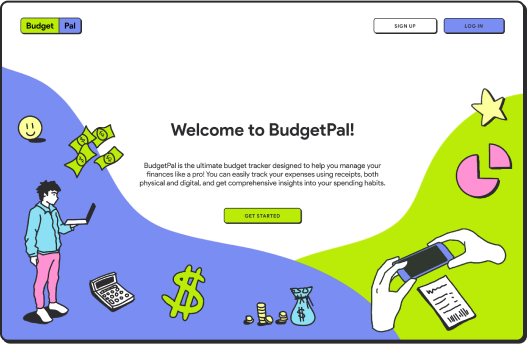 Budget Pal
SIGN UP
LOG IN
Welcome to BudgetPal!
BudgetPal is the ultimate budget tracker designed to help you manage your
finances like a pro! You can easily track your expenses using receipts, both
physical and digital, and get comprehensive insights into your spending habits.
GET STARTED